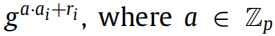 g^{a·a_i+r_i}, where a ∈ ℤ_p